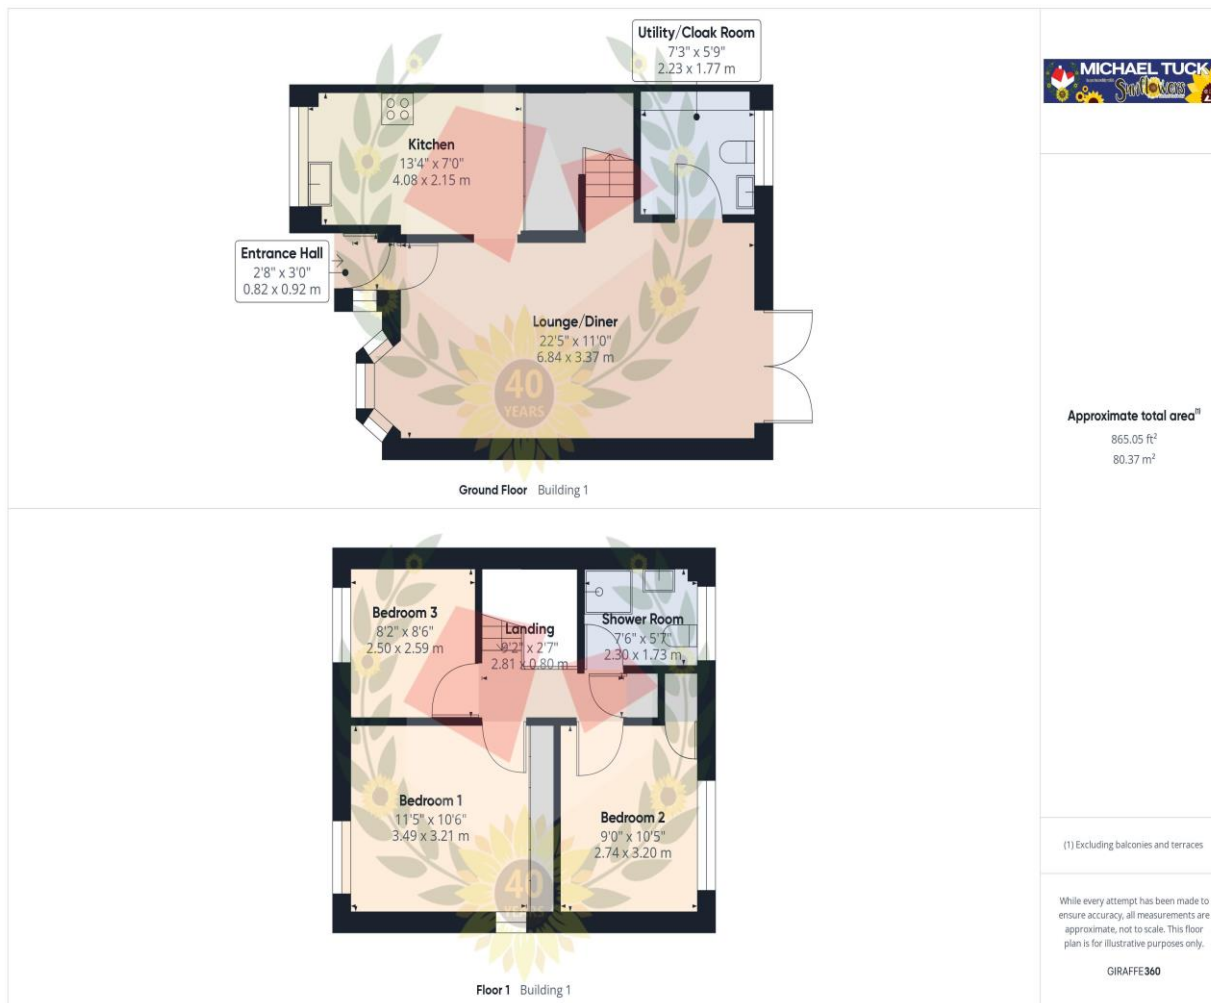 Utility/Cloak Room
7'3" x 5'9"
2.23 x 1.77 m
Kitchen
13'4" x 7'0"
4.08 x 2.15 m
Entrance Hall
2'8" x 3'0"
0.82 x 0.92 m
Lounge/Diner
22'5" x 11'0"
6.84 x 3.37 m
40
YEARS
Ground Floor Building 1
Bedroom 3
8'2" x 8'6"
2.50 x 2.59 m
Landing
9'2" x 2'7"
2.81 x 0.80 m
Shower Room
7'6" x 5'7"
2.30 x 1.73 m
Bedroom 1
11'5" x 10'6"
3.49 x 3.21 m
Bedroom 2
9'0" x 10'5"
2.74 x 3.20 m
40
YEARS
Floor 1 Building 1
MICHAEL TUCK
Sunflowers
Approximate total area(1)
865.05 ft²
80.37 m²
(1) Excluding balconies and terraces
While every attempt has been made to
ensure accuracy, all measurements are
approximate, not to scale. This floor
plan is for illustrative purposes only.
GIRAFFE360